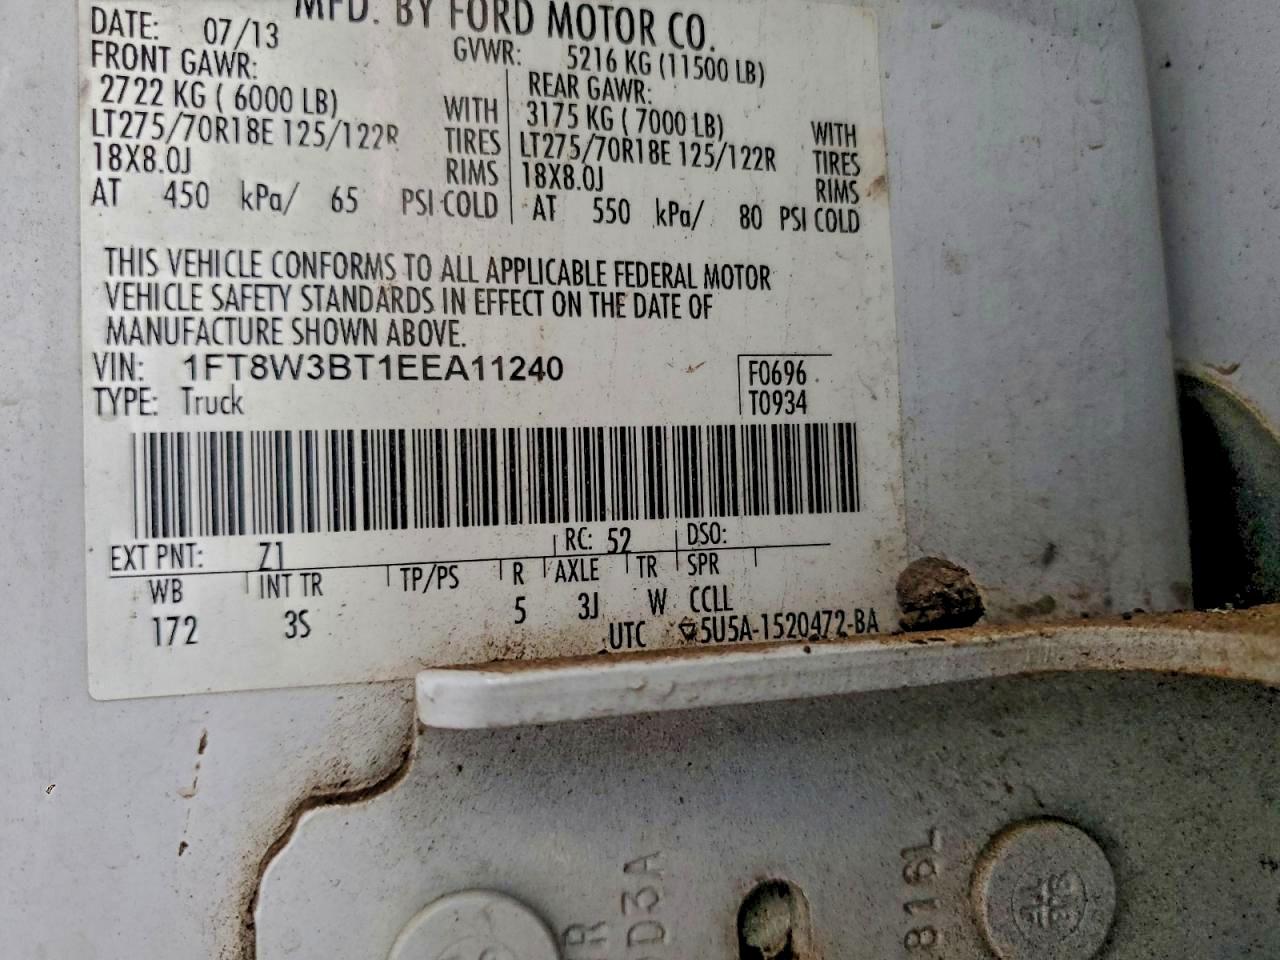 MFD. BY FORD MOTOR CO.
DATE: 07/13 GVWR: 5216 KG (11500 LB)
FRONT GAWR: REAR GAWR:
2722 KG ( 6000 LB) WITH 3175 KG ( 7000 LB) WITH
LT275/70R18E 125/122R TIRES LT275/70R18E 125/122R TIRES
18X8.0J RIMS 18X8.0J RIMS
AT 450 kPa/ 65 PSI COLD AT 550 kPa/ 80 PSI COLD
THIS VEHICLE CONFORMS TO ALL APPLICABLE FEDERAL MOTOR
VEHICLE SAFETY STANDARDS IN EFFECT ON THE DATE OF
MANUFACTURE SHOWN ABOVE.
VIN: 1FT8W3BT1EEA11240 F0696
TYPE: Truck T0934
EXT PNT: Z1 RC: 52 DSO:
WB INT TR TP/PS R AXLE TR SPR
172 3S 5 3J W CCLL
UTC 5U5A-1520472-BA
R
D3A
8116L